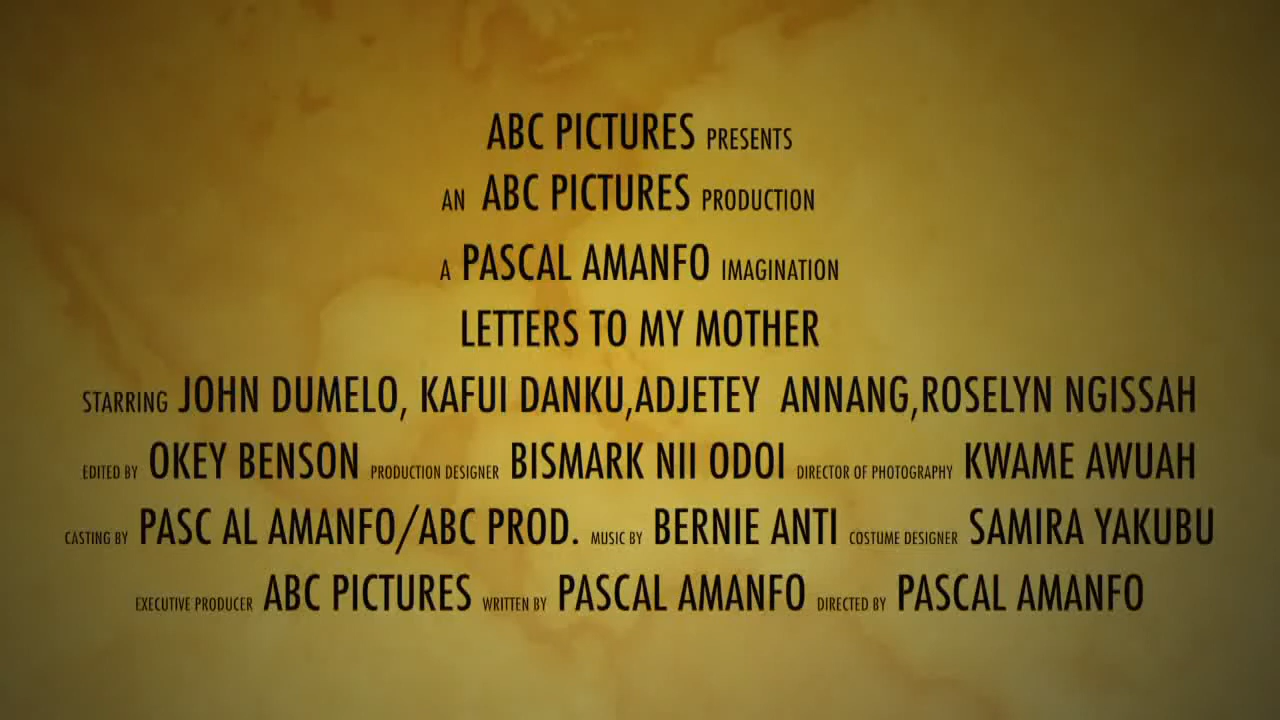 ABC PICTURES PRESENTS
AN ABC PICTURES PRODUCTION
A PASCAL AMANFO IMAGINATION
LETTERS TO MY MOTHER
STARRING JOHN DUMELO, KAFUI DANKU,ADJETEY ANNANG,ROSELYN NGISSAH
EDITED BY OKEY BENSON PRODUCTION DESIGNER BISMARK NII ODOI DIRECTOR OF PHOTOGRAPHY KWAME AWUAH
CASTING BY PASC AL AMANFO/ABC PROD. MUSIC BY BERNIE ANTI COSTUME DESIGNER SAMIRA YAKUBU
EXECUTIVE PRODUCER ABC PICTURES WRITTEN BY PASCAL AMANFO DIRECTED BY PASCAL AMANFO